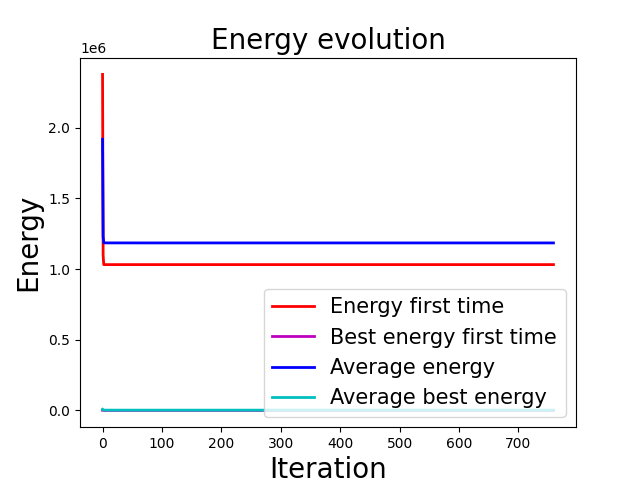 Energy evolution
1e6
2.0
1.5
1.0
0.5
0.0
Energy
Energy first time
Best energy first time
Average energy
Average best energy
0 100 200 300 400 500 600 700
Iteration